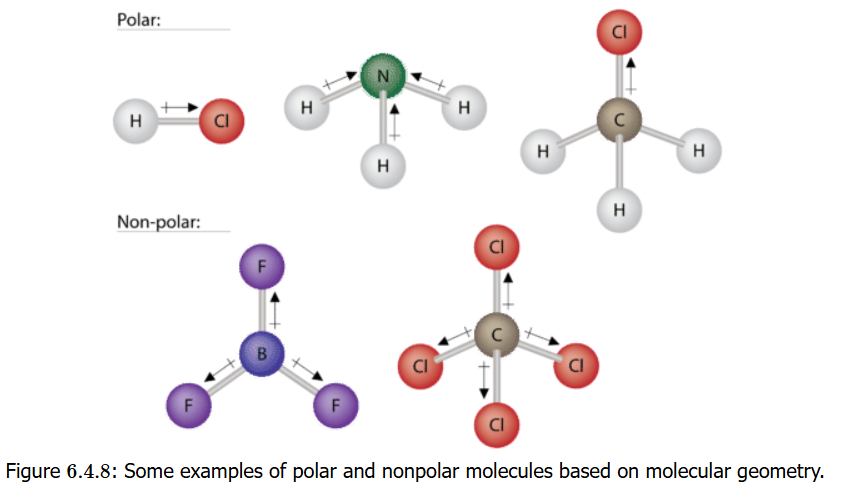 Polar:
H Cl
N
H H
H
Cl
C
H H
H
Non-polar:
F
B
F F
Cl
C
Cl Cl
Cl
Figure 6.4.8: Some examples of polar and nonpolar molecules based on molecular geometry.